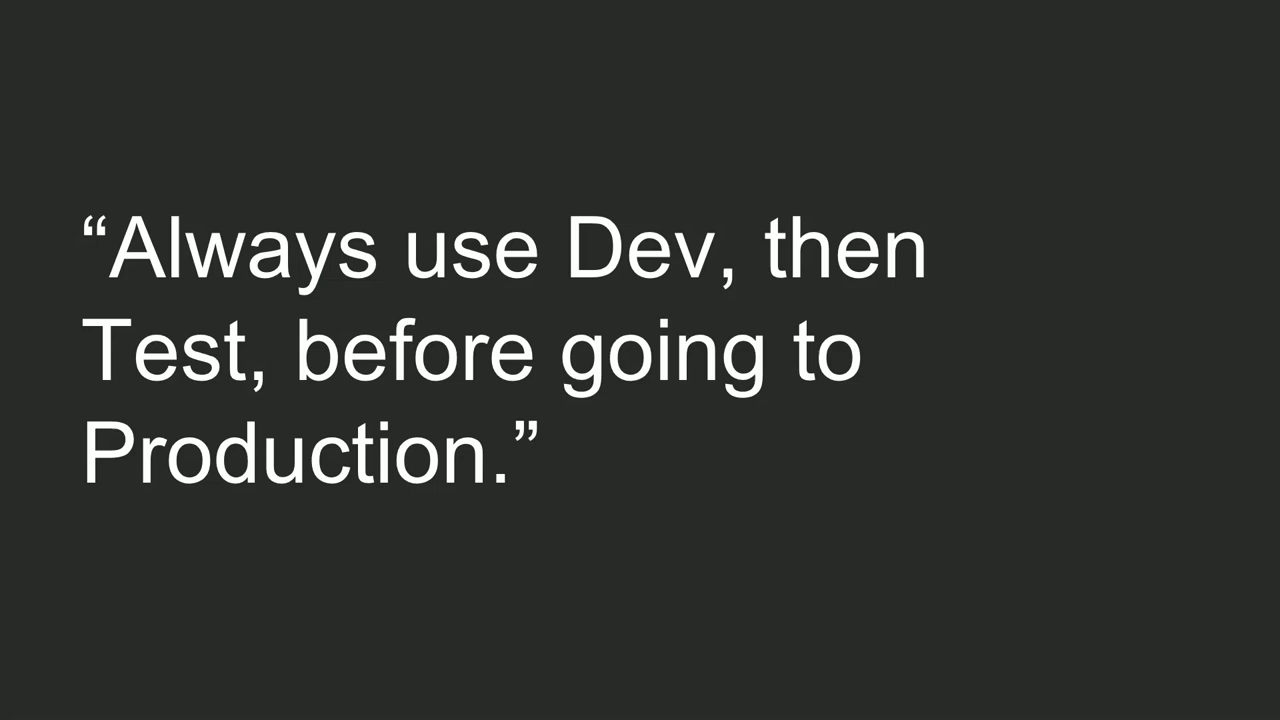 “Always use Dev, then
Test, before going to
Production.”